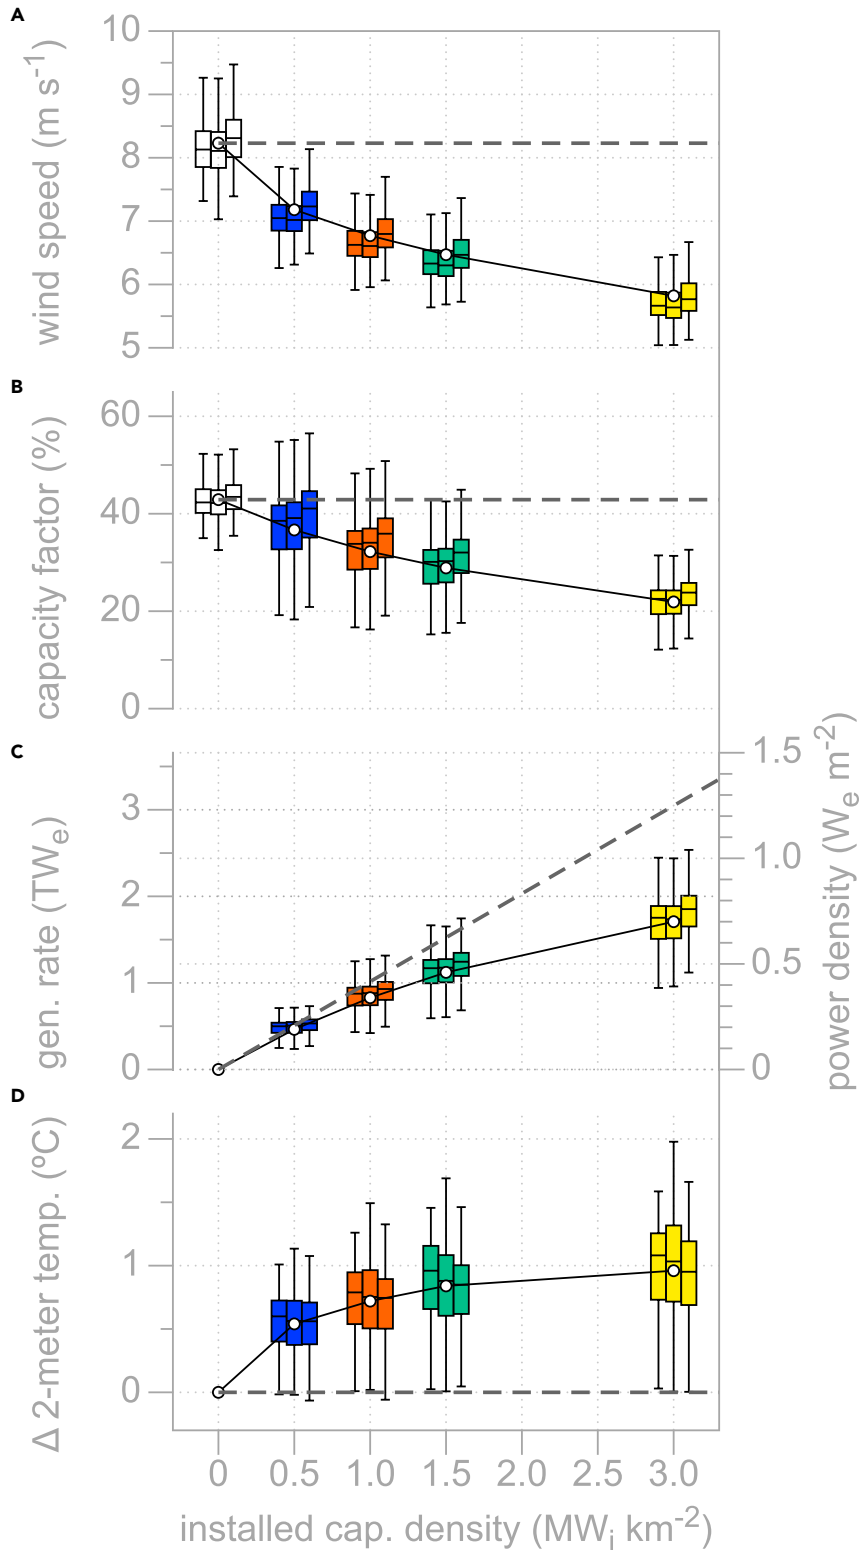 A
10
9
8
7
6
5
wind speed (m s-1)
B
60
40
20
0
capacity factor (%)
C
3
2
1
0
gen. rate (TWe)
1.5
1.0
0.5
0
power density (We m-2)
D
2
1
0
Δ 2-meter temp. (ºC)
0 0.5 1.0 1.5 2.0 2.5 3.0
installed cap. density (MWi km-2)